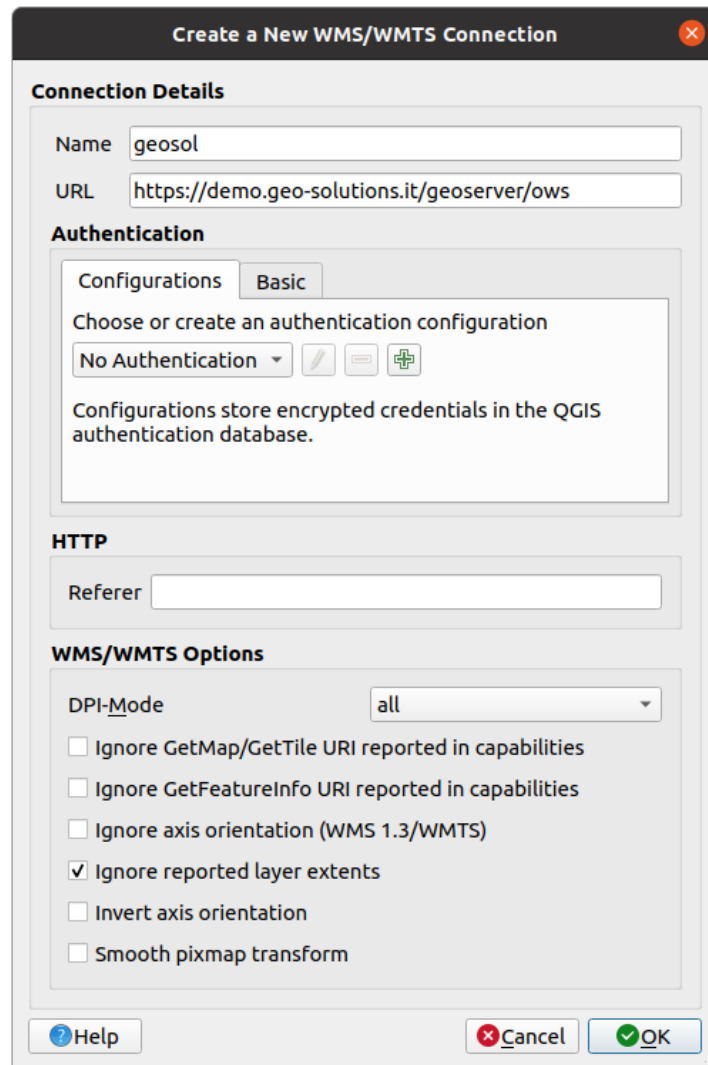 Create a New WMS/WMTS Connection
Connection Details
Name geosol
URL https://demo.geo-solutions.it/geoserver/ows
Authentication
Configurations Basic
Choose or create an authentication configuration
No Authentication
Configurations store encrypted credentials in the QGIS
authentication database.
HTTP
Referer
WMS/WMTS Options
DPI-Mode all
Ignore GetMap/GetTile URI reported in capabilities
Ignore GetFeatureInfo URI reported in capabilities
Ignore axis orientation (WMS 1.3/WMTS)
Ignore reported layer extents
Invert axis orientation
Smooth pixmap transform
Help Cancel OK